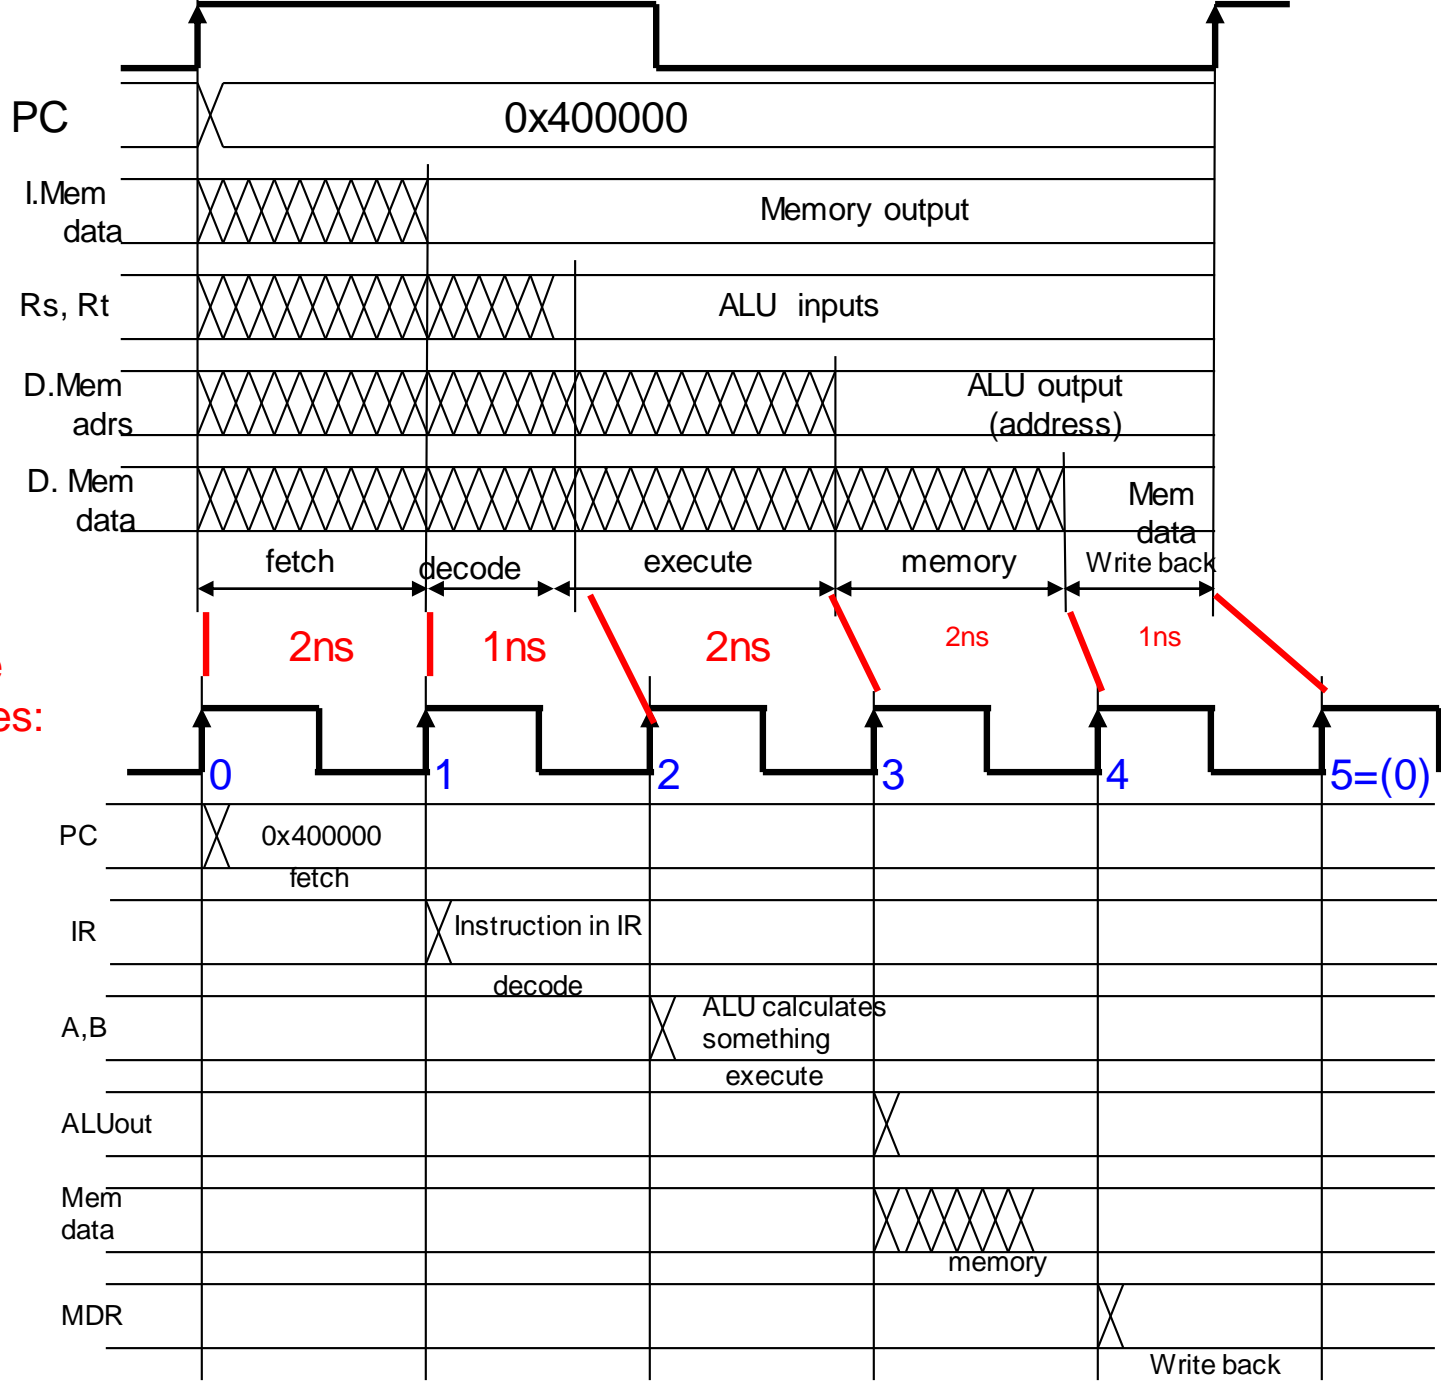 PC
0x400000
I.Mem
data
Memory output
Rs, Rt
ALU inputs
D.Mem
adrs
ALU output
(address)
D. Mem
data
Mem
data
fetch
decode
execute
memory
Write back
2ns
1ns
2ns
2ns
1ns
es:
0
1
2
3
4
5=(0)
PC
0x400000
fetch
IR
Instruction in IR
decode
A,B
ALU calculates
something
execute
ALUout
Mem
data
memory
MDR
Write back